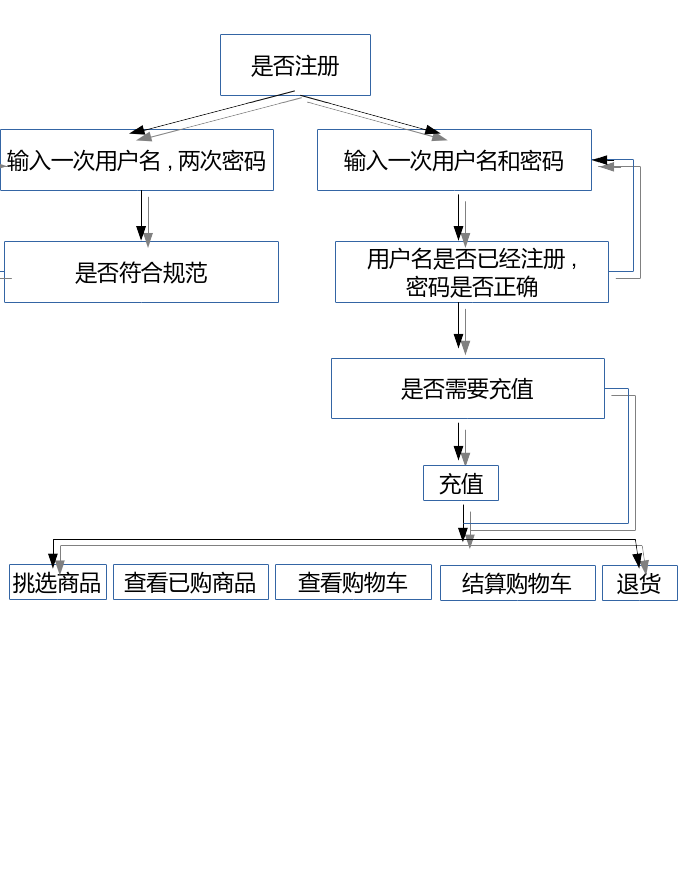 是否注册
输入一次用户名，两次密码
输入一次用户名和密码
是否符合规范
用户名是否已经注册，
密码是否正确
是否需要充值
充值
挑选商品
查看已购商品
查看购物车
结算购物车
退货